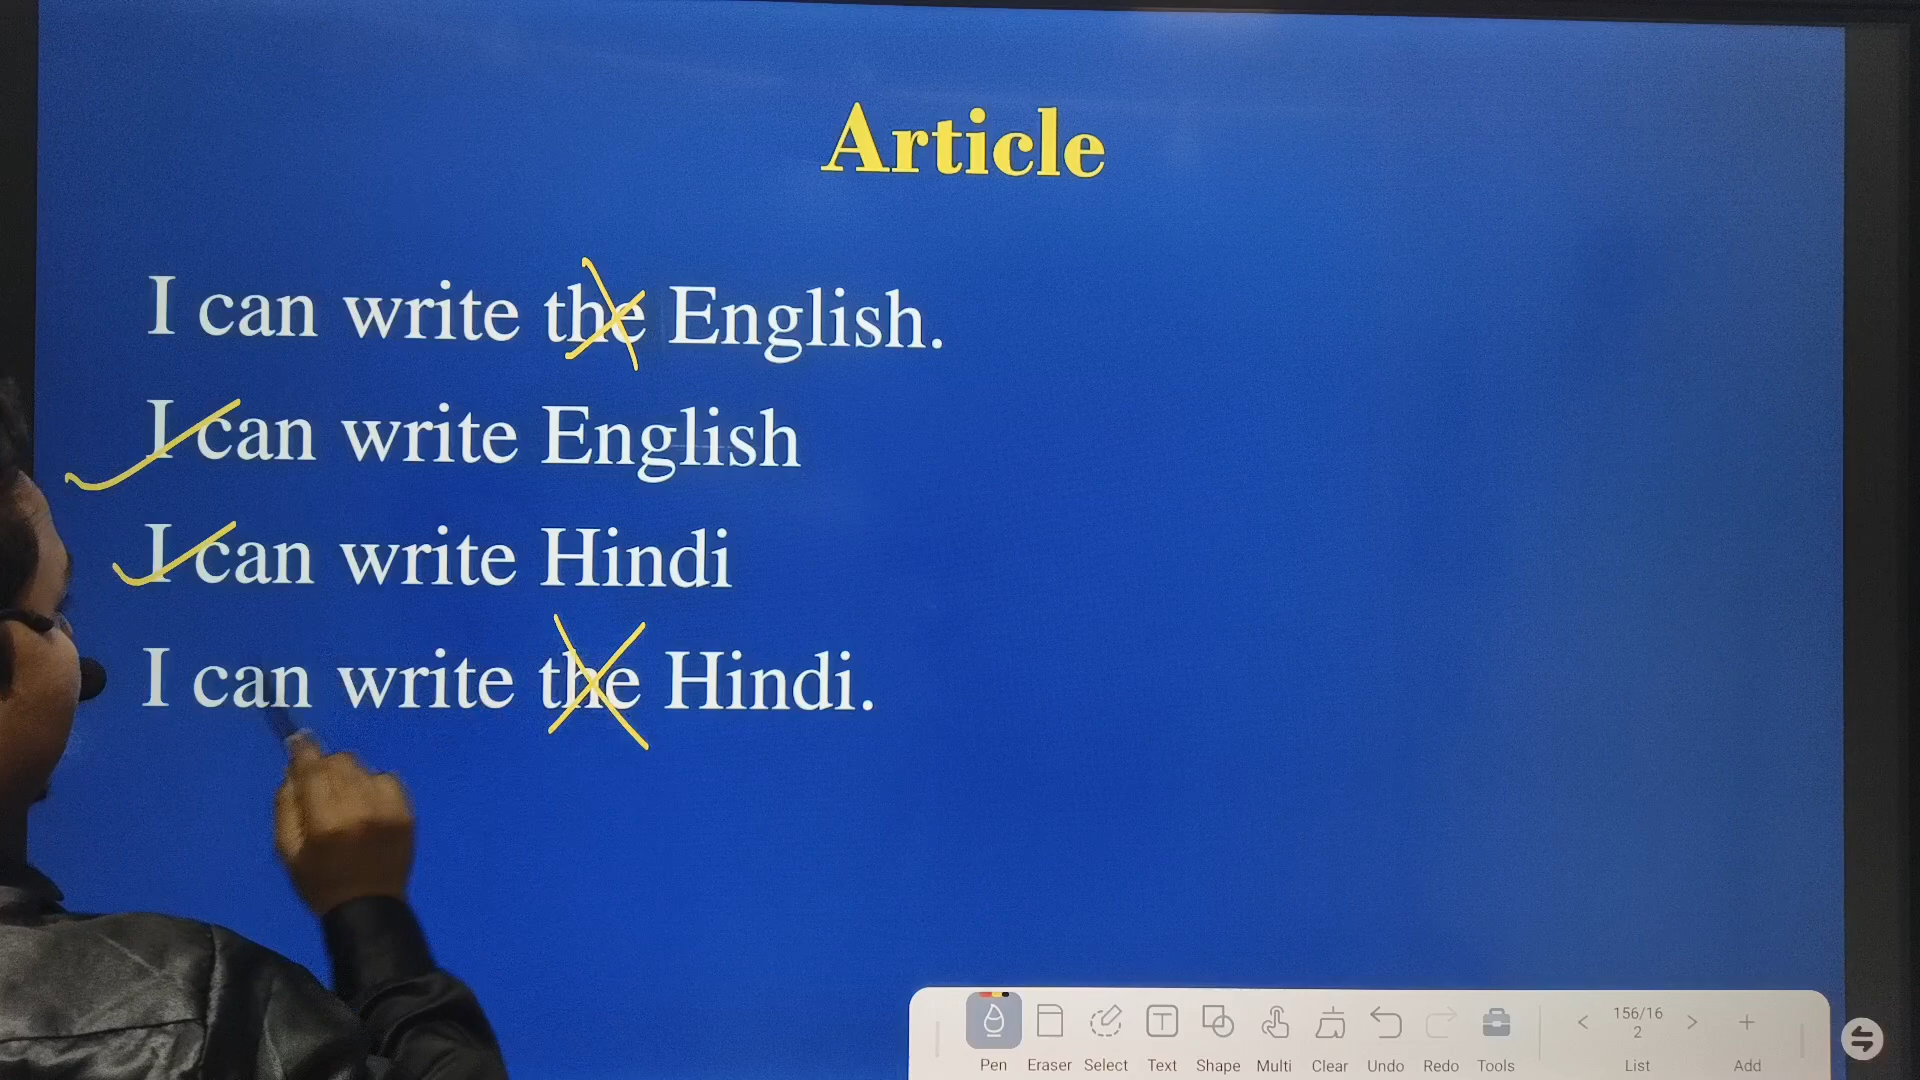 Article
I can write the English.
I can write English
I can write Hindi
I can write the Hindi.
Pen Eraser Select Text Shape Multi Clear Undo Redo Tools
156/16
2
List
Add